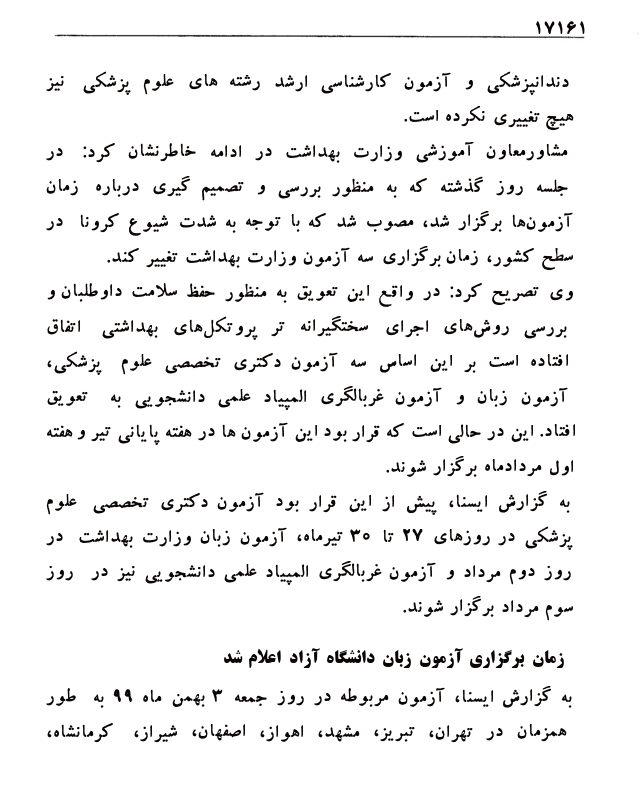 ۱۷۱۶۱
دندانپزشکی و آزمون کارشناسی ارشد رشته های علوم پزشکی نیز
هیچ تغییری نکرده است.
مشاورمعاون آموزشی وزارت بهداشت در ادامه خاطرنشان کرد: در
جلسه روز گذشته که به منظور بررسی و تصمیم گیری درباره زمان
آزمون‌ها برگزار شد، مصوب شد که با توجه به شدت شیوع کرونا در
سطح کشور، زمان برگزاری سه آزمون وزارت بهداشت تغییر کند.
وی تصریح کرد: در واقع این تعویق به منظور حفظ سلامت داوطلبان و
بررسی روش‌های اجرای سختگیرانه تر پروتکل‌های بهداشتی اتفاق
افتاده است بر این اساس سه آزمون دکتری تخصصی علوم پزشکی،
آزمون زبان و آزمون غربالگری المپیاد علمی دانشجویی به تعویق
افتاد. این در حالی است که قرار بود این آزمون ها در هفته پایانی تیر و هفته
اول مردادماه برگزار شوند.
به گزارش ایسنا، پیش از این قرار بود آزمون دکتری تخصصی علوم
پزشکی در روزهای ۲۷ تا ۳۰ تیرماه، آزمون زبان وزارت بهداشت در
روز دوم مرداد و آزمون غربالگری المپیاد علمی دانشجویی نیز در روز
سوم مرداد برگزار شوند.
زمان برگزاری آزمون زبان دانشگاه آزاد اعلام شد
به گزارش ایسنا، آزمون مربوطه در روز جمعه ۳ بهمن ماه ۹۹ به طور
همزمان در تهران، تبریز، مشهد، اهواز، اصفهان، شیراز، کرمانشاه،